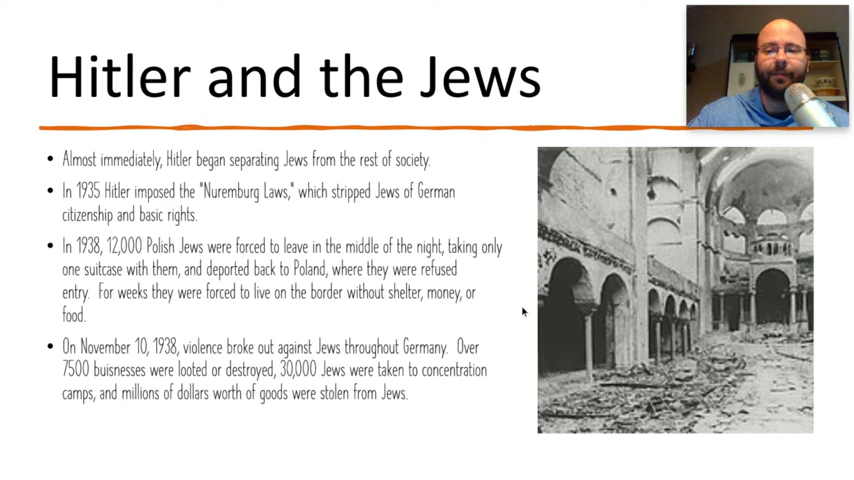 Hitler and the Jews
• Almost immediately, Hitler began separating Jews from the rest of society.
• In 1935 Hitler imposed the "Nuremburg Laws," which stripped Jews of German
citizenship and basic rights.
• In 1938, 12,000 Polish Jews were forced to leave in the middle of the night, taking only
one suitcase with them, and deported back to Poland, where they were refused
entry. For weeks they were forced to live on the border without shelter, money, or
food.
• On November 10, 1938, violence broke out against Jews throughout Germany. Over
7500 buisnesses were looted or destroyed, 30,000 Jews were taken to concentration
camps, and millions of dollars worth of goods were stolen from Jews.